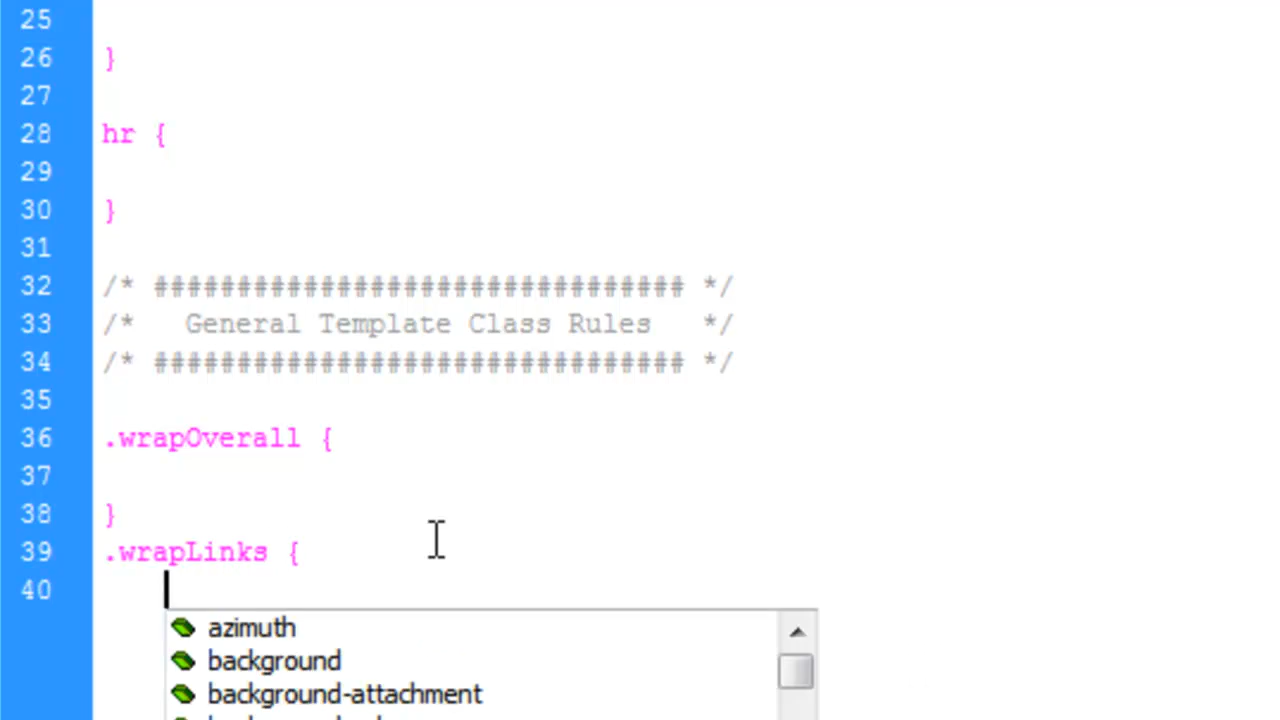 25
26 }
27
28 hr {
29
30 }
31
32 /* ################################ */
33 /* General Template Class Rules */
34 /* ################################ */
35
36 .wrapOverall {
37
38 }
39 .wrapLinks {
40
azimuth
background
background-attachment